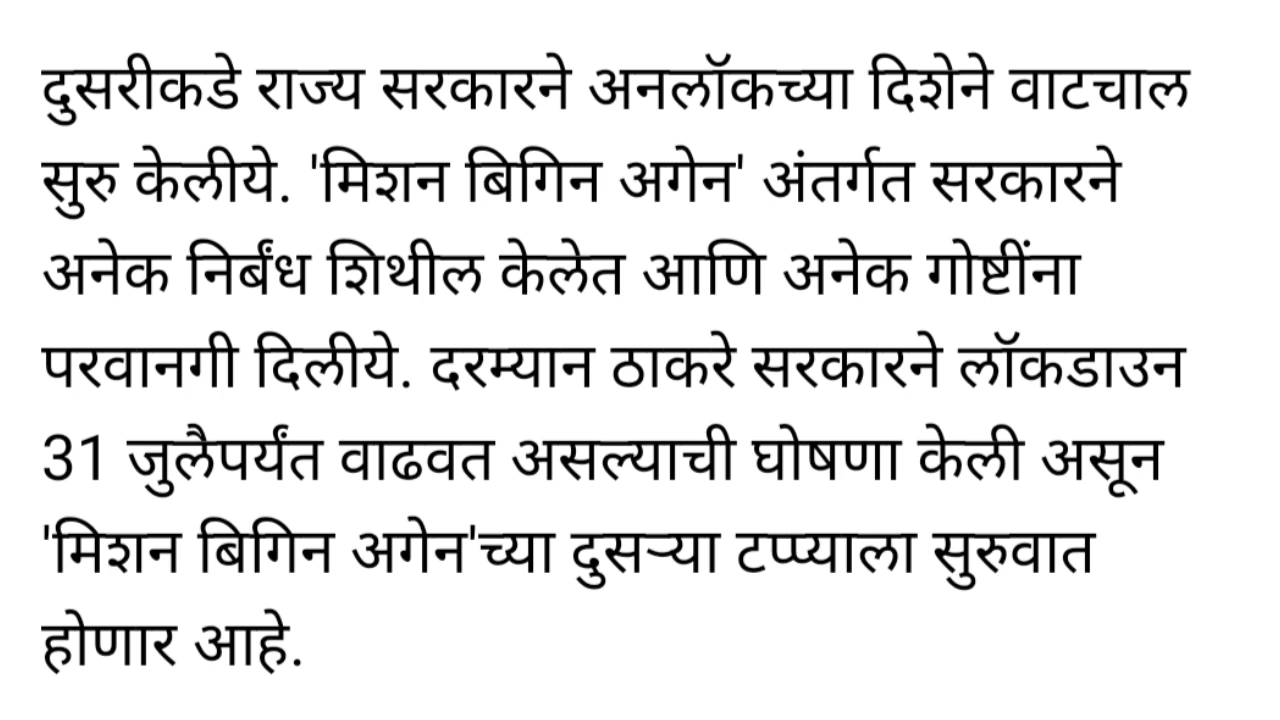 दुसरीकडे राज्य सरकारने अनलॉकच्या दिशेने वाटचाल
सुरु केलीये. 'मिशन बिगिन अगेन' अंतर्गत सरकारने
अनेक निर्बंध शिथील केलेत आणि अनेक गोष्टींना
परवानगी दिलीये. दरम्यान ठाकरे सरकारने लॉकडाउन
31 जुलैपर्यंत वाढवत असल्याची घोषणा केली असून
'मिशन बिगिन अगेन'च्या दुसऱ्या टप्प्याला सुरुवात
होणार आहे.